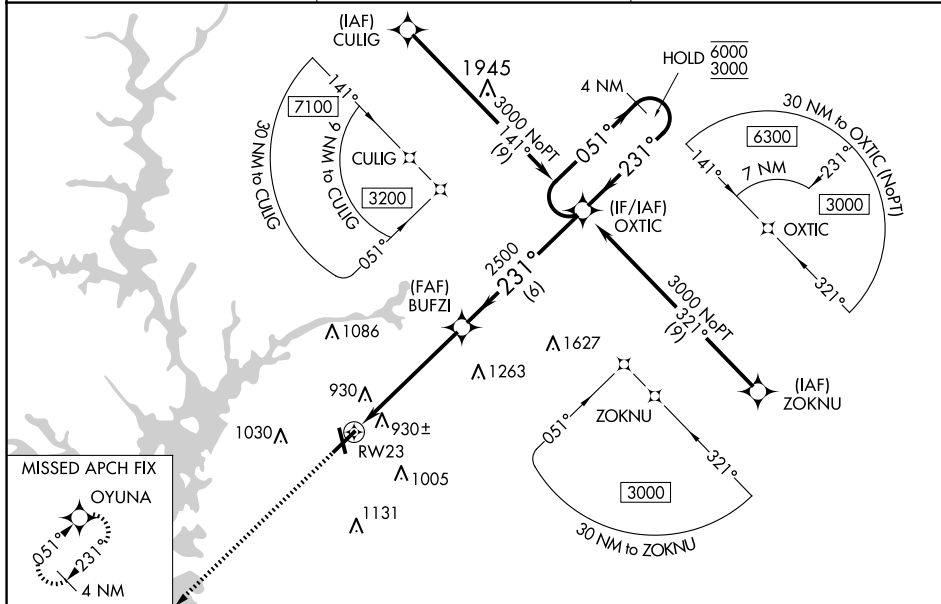 (IAF)
CULIG
1945
3000 NoPT
141°
(9)
HOLD 6000
3000
4 NM
051°
231°
(IF/IAF)
OXTIC
30 NM to CULIG
7100
141°
9 NM to CULIG
CULIG
3200
051°
30 NM to OXTIC (NoPT)
6300
141°
7 NM
231°
3000
OXTIC
321°
2500
231°
(6)
(FAF)
BUFZI
3000 NoPT
321°
(9)
(IAF)
ZOKNU
1086
1627
1263
930
930±
1030
RW23
1005
1131
ZOKNU
051°
321°
3000
30 NM to ZOKNU
MISSED APCH FIX
OYUNA
051°
231°
4 NM